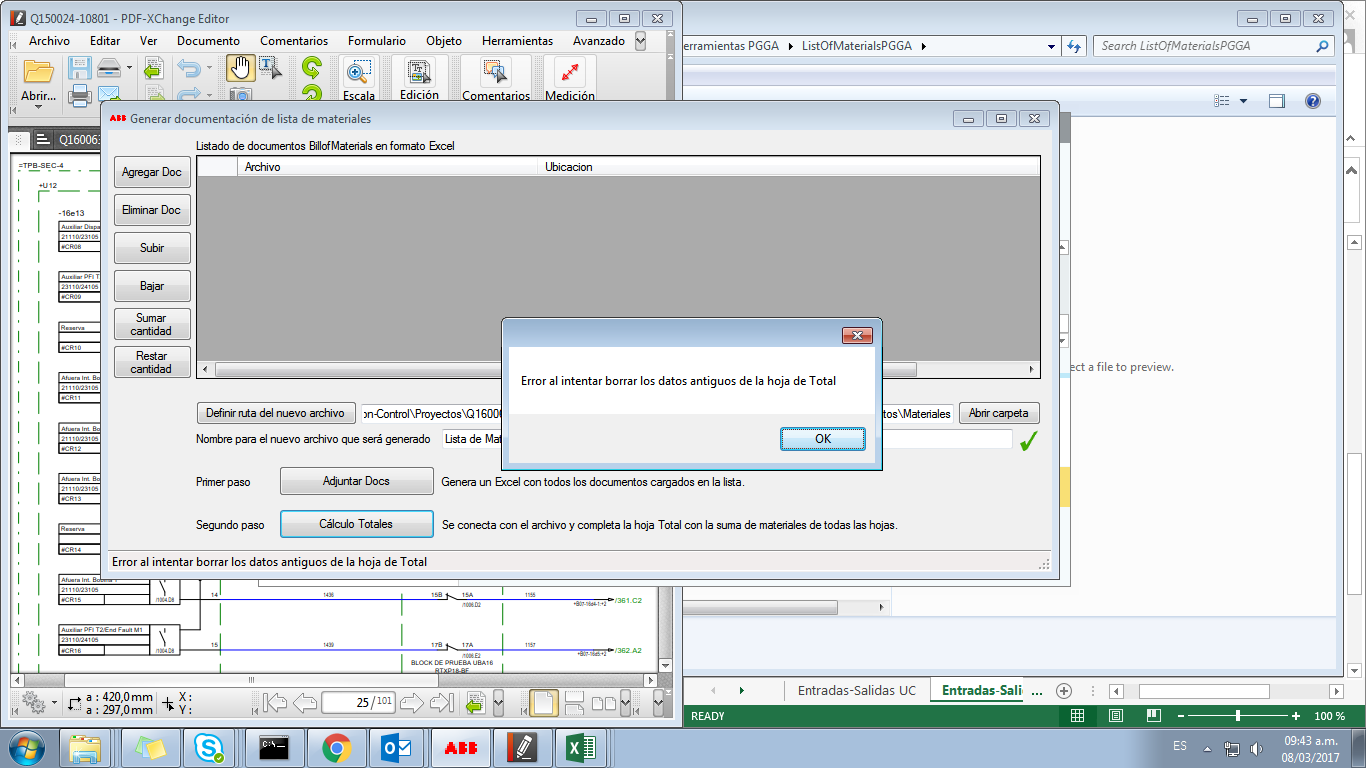 Q150024-10801 - PDF-XChange Editor
Archivo Editar Ver Documento Comentarios Formulario Objeto Herramientas Avanzado
Abrir...
Escala
Edición
Comentarios
Medición
erramientas PGGA ListOfMaterialsPGGA
Search ListOfMaterialsPGGA
=TPB-SEC-4
+U12
-16e13
21110/23105
#CR08
Auxiliar PFI T
23110/24105
#CR09
Reserva
#CR10
Afuera Int. Bo
21110/23105
#CR11
Afuera Int. Bo
21110/23105
#CR12
Afuera Int. Bo
21110/23105
#CR13
Reserva
#CR14
ABB Generar documentación de lista de materiales
Listado de documentos BillofMaterials en formato Excel
Archivo Ubicacion
Agregar Doc
Eliminar Doc
Subir
Bajar
Sumar
cantidad
Restar
cantidad
Error al intentar borrar los datos antiguos de la hoja de Total
OK
Definir ruta del nuevo archivo
on-Control\Proyectos\Q1600
tos\Materiales
Abrir carpeta
Nombre para el nuevo archivo que será generado
Lista de Mat
Primer paso
Adjuntar Docs
Genera un Excel con todos los documentos cargados en la lista.
Segundo paso
Cálculo Totales
Se conecta con el archivo y completa la hoja Total con la suma de materiales de todas las hojas.
Error al intentar borrar los datos antiguos de la hoja de Total
ect a file to preview.
21110/23105
#CR15
/1004.D8
14 1436 15B 15A 1155
/1006.D2
/361.C2
Auxiliar PFI T2/End Fault M1
23110/24105
#CR16
/1004.D8
15 1439 17B 17A 1157
/1006.E2
/362.A2
BLOCK DE PRUEBA UBA16
RTXP18-BF
a : 420,0 mm
a : 297,0 mm
X :
Y :
25 / 101
Entradas-Salidas UC Entradas-Sali ...
READY
100 %
ABB
ES
09:43 a.m.
08/03/2017